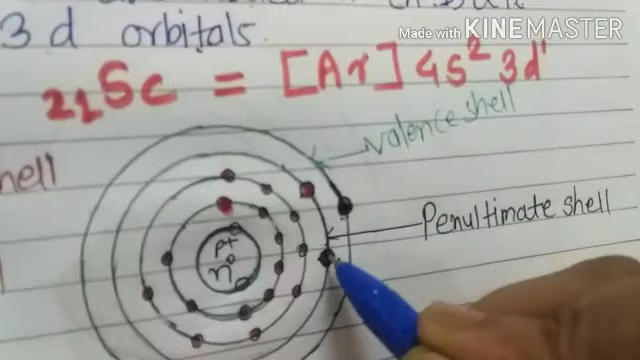 Made with KINEMASTER
3 d orbitals.
21Sc = [Ar] 4s² 3d¹
hell
valence shell
Penultimate shell
P+
n°